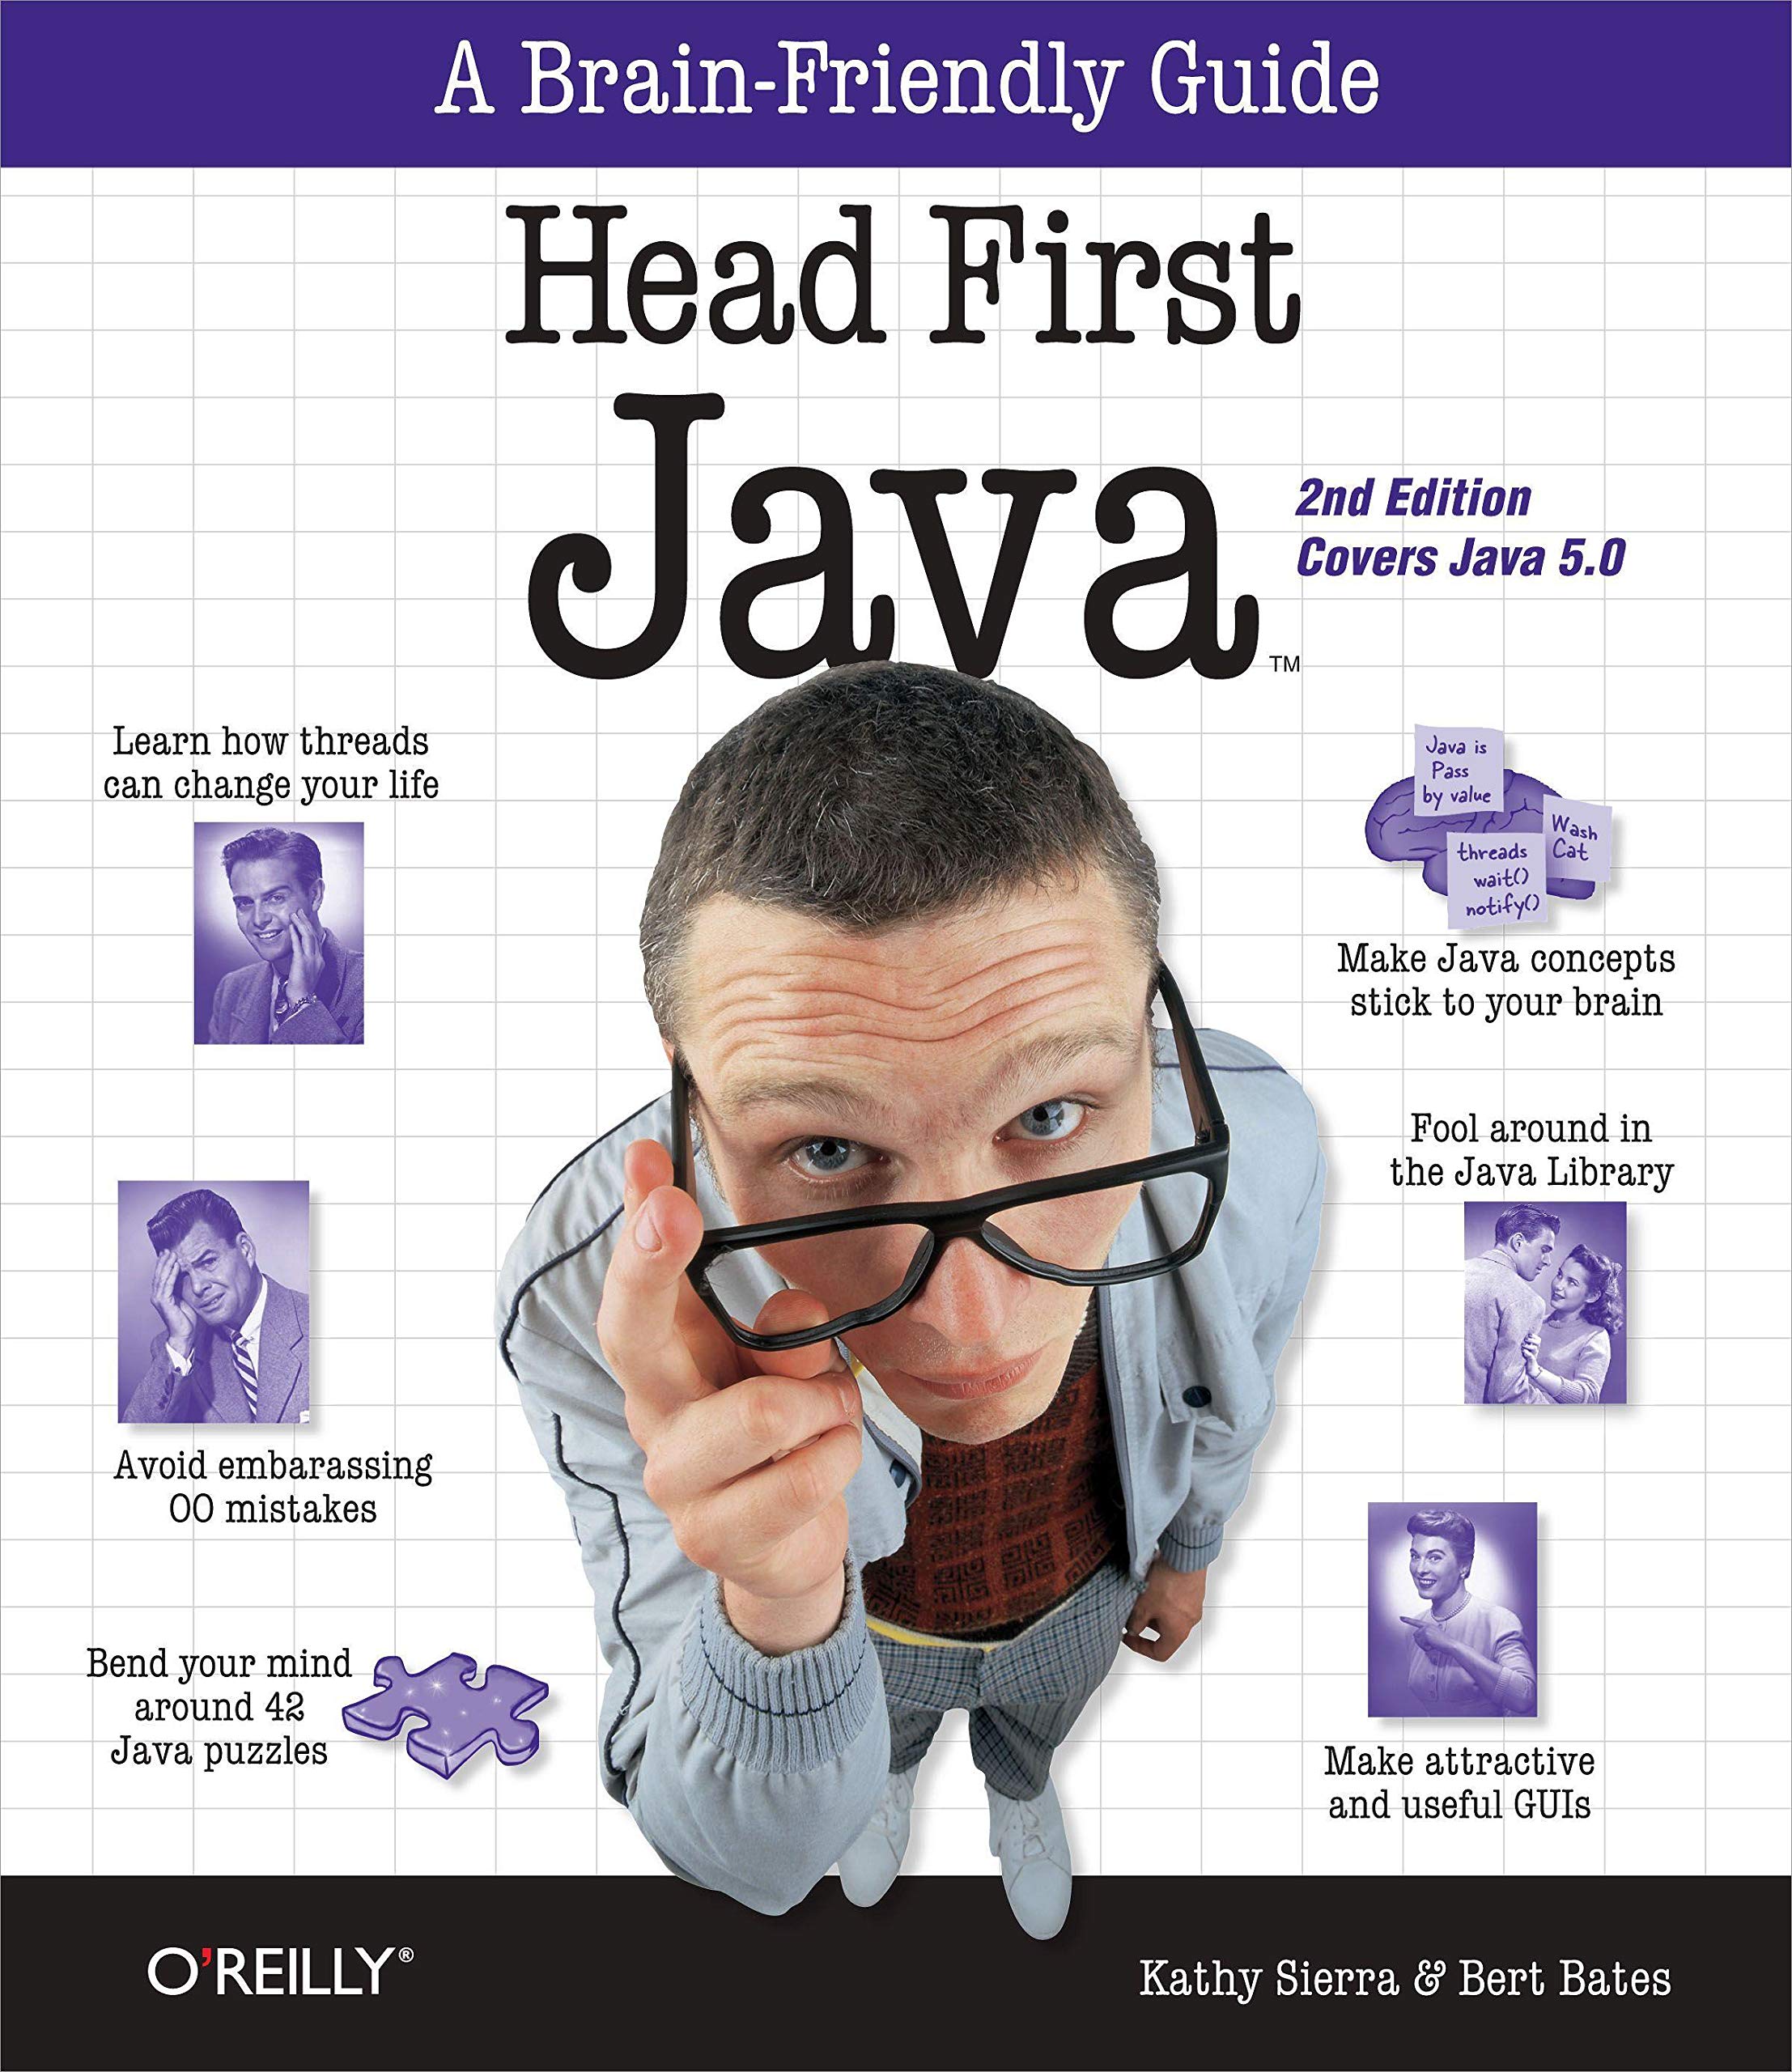 A Brain-Friendly Guide
Head First
Java™
2nd Edition
Covers Java 5.0
Learn how threads
can change your life
Java is
Pass
by value
Wash
Cat
threads
wait()
notify()
Make Java concepts
stick to your brain
Fool around in
the Java Library
Avoid embarassing
OO mistakes
Bend your mind
around 42
Java puzzles
Make attractive
and useful GUIs
O'REILLY®
Kathy Sierra & Bert Bates